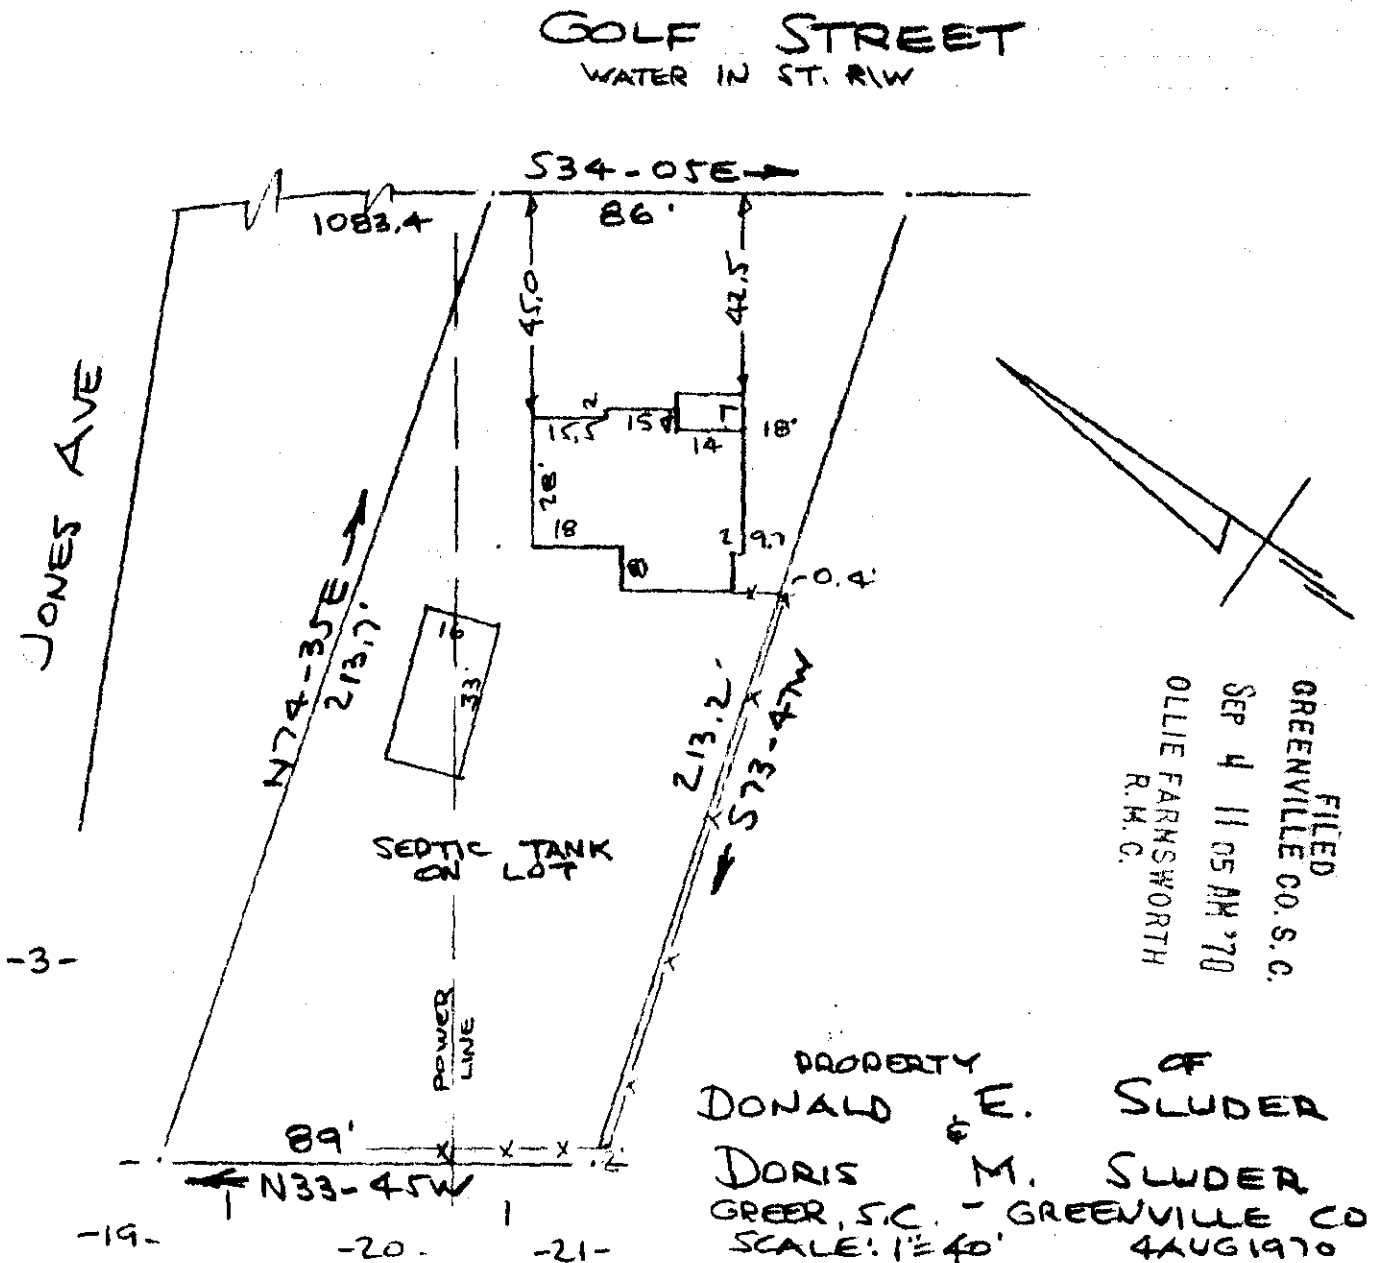 GOLF STREET
WATER IN ST. R\W
S34-05E
1083.4
86'
45.0
42.5
JONES AVE
2
15.5
15
7
14
18'
28'
18
8
2
9.7
-0.4'
N74-35E
213.7'
16
33
213.2'
S73-47W
SEPTIC TANK
ON LOT
POWER
LINE
-3-
89'
N33-45W
-19-
-20-
-21-
FILED
GREENVILLE CO. S. C.
SEP 4 11 05 AM '70
OLLIE FARNSWORTH
R.M.C.
PROPERTY OF
DONALD E. SLUDER
&
DORIS M. SLUDER
GREER, S.C. - GREENVILLE CO
SCALE: 1"=40' 4AUG1970